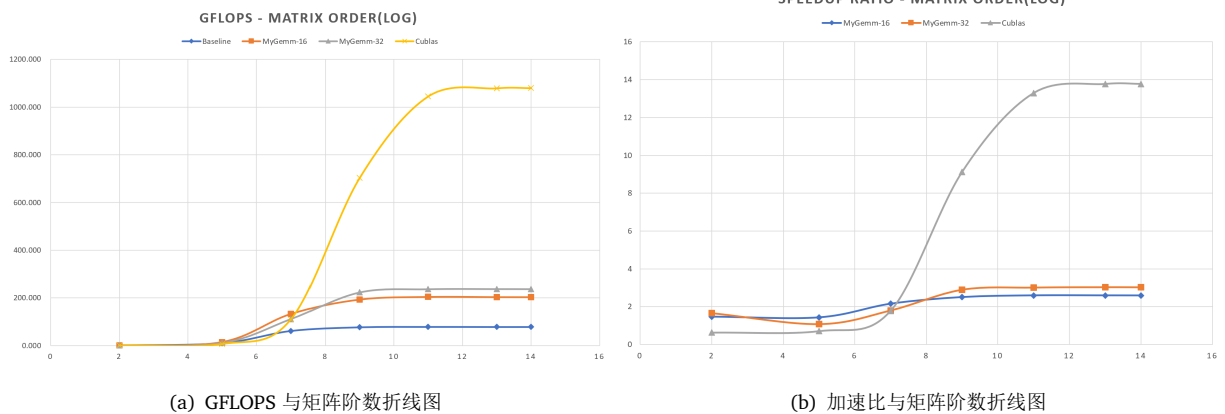 GFLOPS - MATRIX ORDER(LOG)
Baseline MyGemm-16 MyGemm-32 Cublas
1200.000
1000.000
800.000
600.000
400.000
200.000
0.000
0 2 4 6 8 10 12 14 16
(a) GFLOPS 与矩阵阶数折线图
SPEEDUP RATIO - MATRIX ORDER(LOG)
MyGemm-16 MyGemm-32 Cublas
16
14
12
10
8
6
4
2
0
0 2 4 6 8 10 12 14 16
(b) 加速比与矩阵阶数折线图